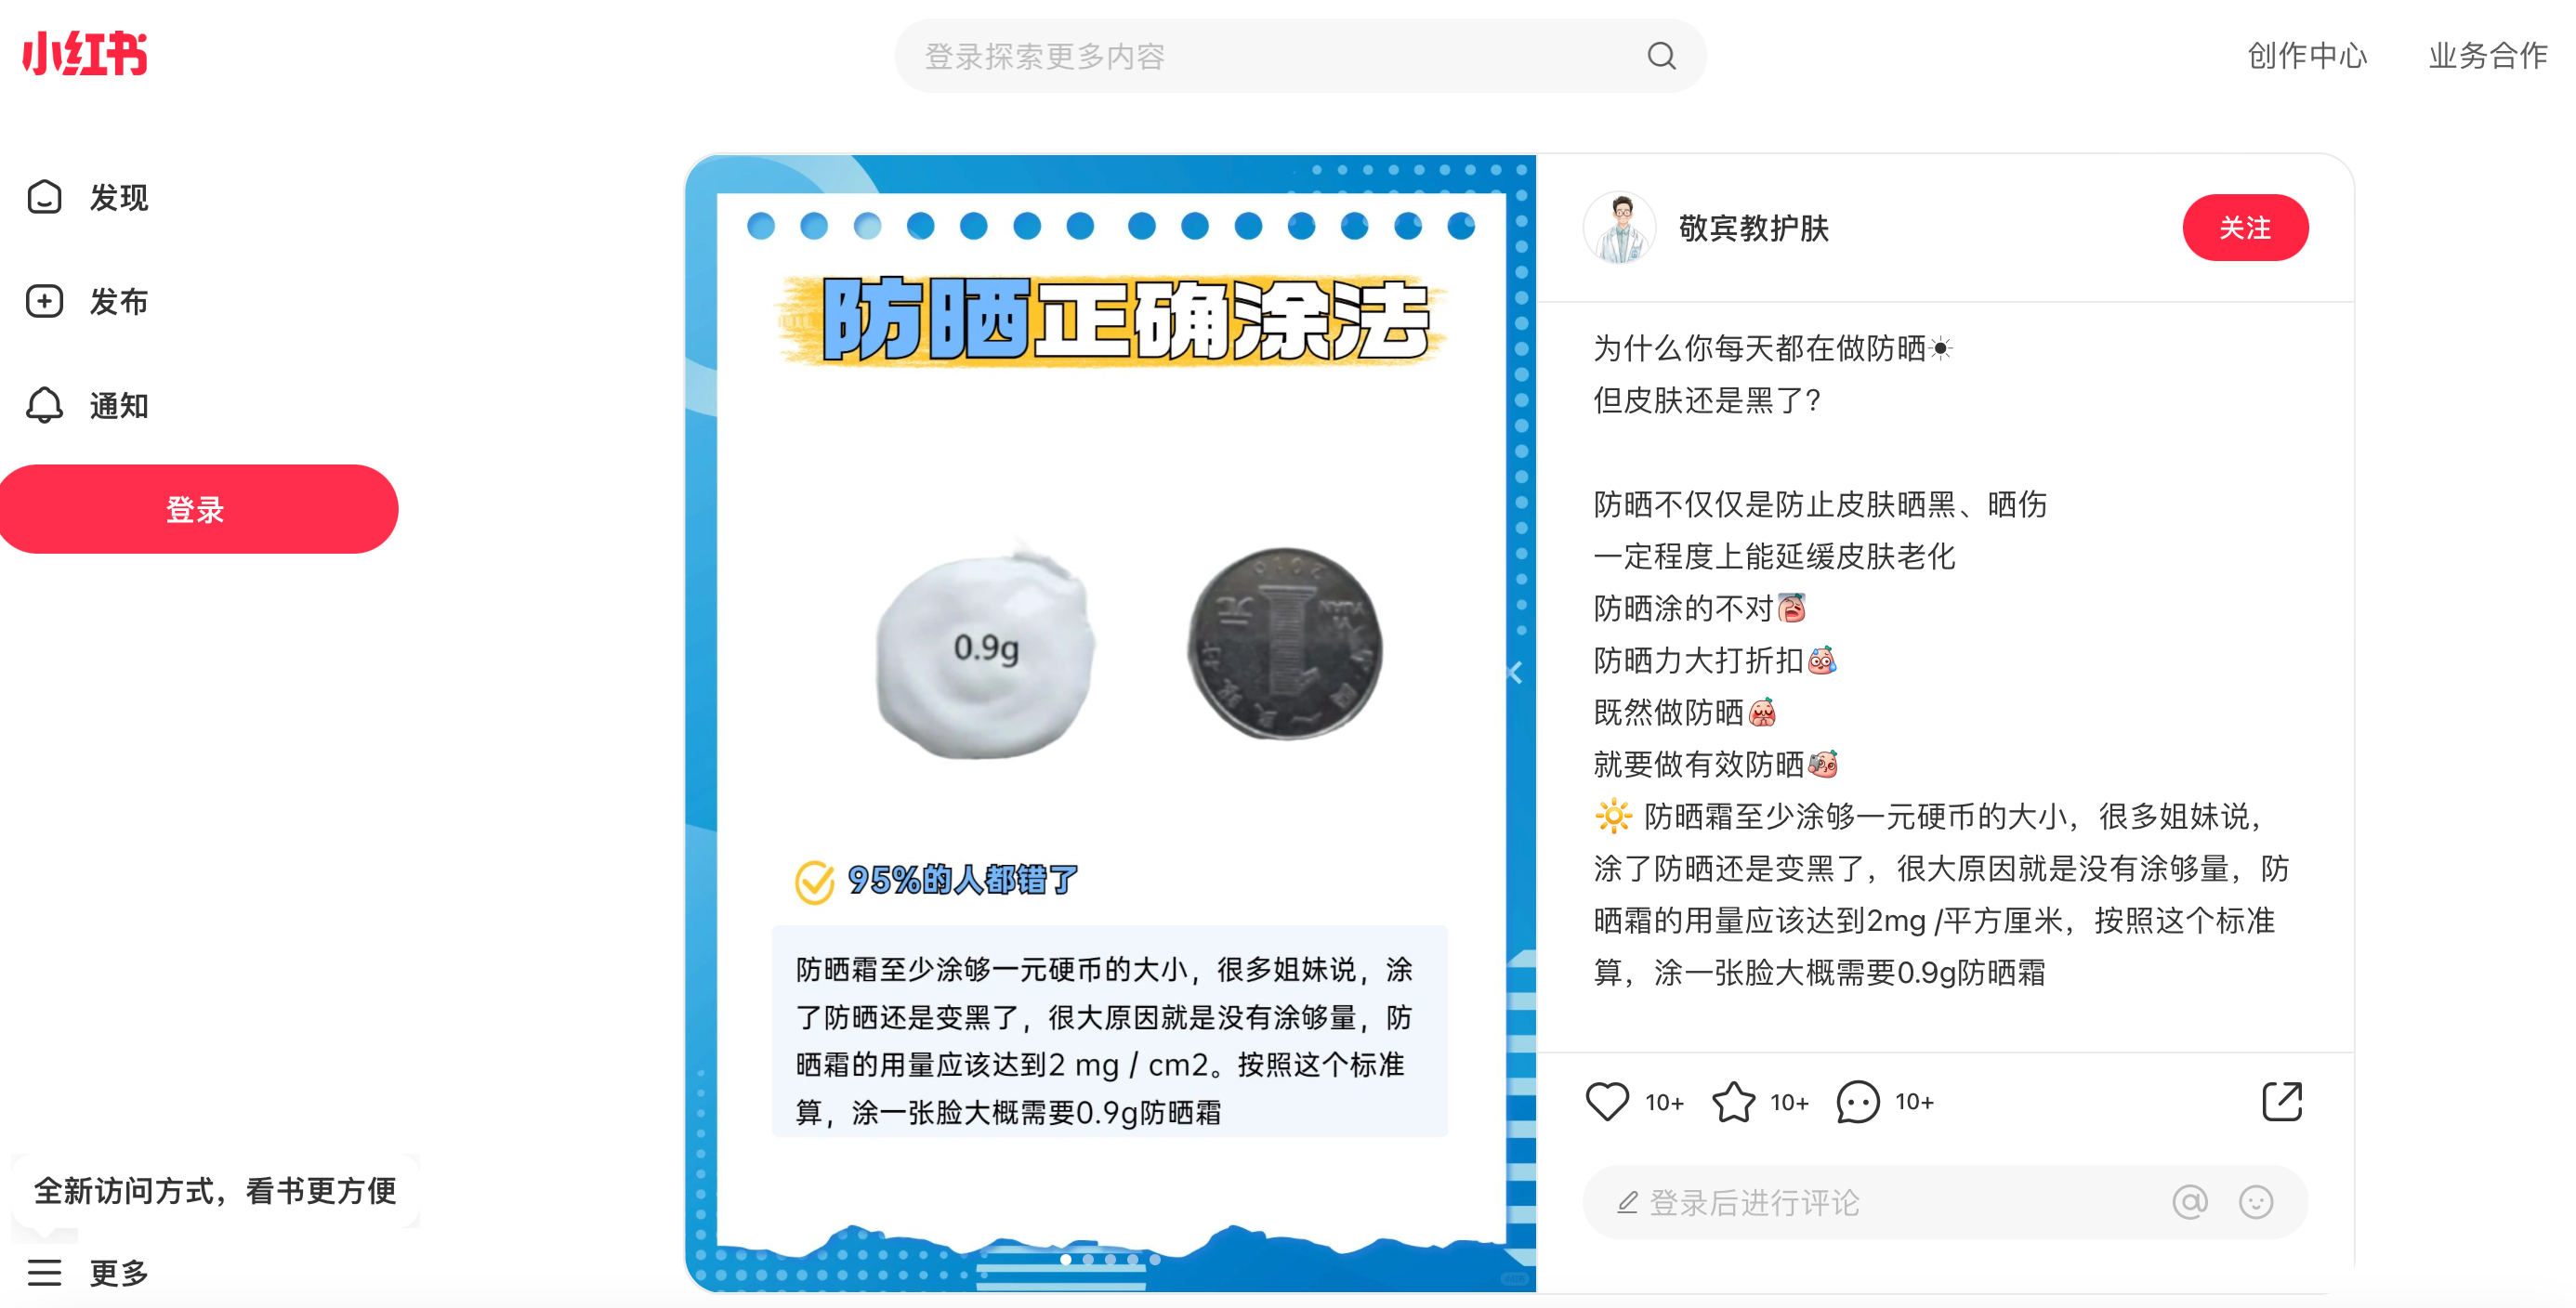 小红书
登录探索更多内容
创作中心
业务合作
发现
发布
通知
登录
全新访问方式，看书更方便
更多
防晒正确涂法
0.9g
95%的人都错了
防晒霜至少涂够一元硬币的大小，很多姐妹说，涂
了防晒还是变黑了，很大原因就是没有涂够量，防
晒霜的用量应该达到2 mg / cm2。按照这个标准
算，涂一张脸大概需要0.9g防晒霜
敬宾教护肤
关注
为什么你每天都在做防晒☀
但皮肤还是黑了?
防晒不仅仅是防止皮肤晒黑、晒伤
一定程度上能延缓皮肤老化
防晒涂的不对
防晒力大打折扣
既然做防晒
就要做有效防晒
🔆 防晒霜至少涂够一元硬币的大小，很多姐妹说，
涂了防晒还是变黑了，很大原因就是没有涂够量，防
晒霜的用量应该达到2mg /平方厘米，按照这个标准
算，涂一张脸大概需要0.9g防晒霜
10+
10+
10+
登录后进行评论